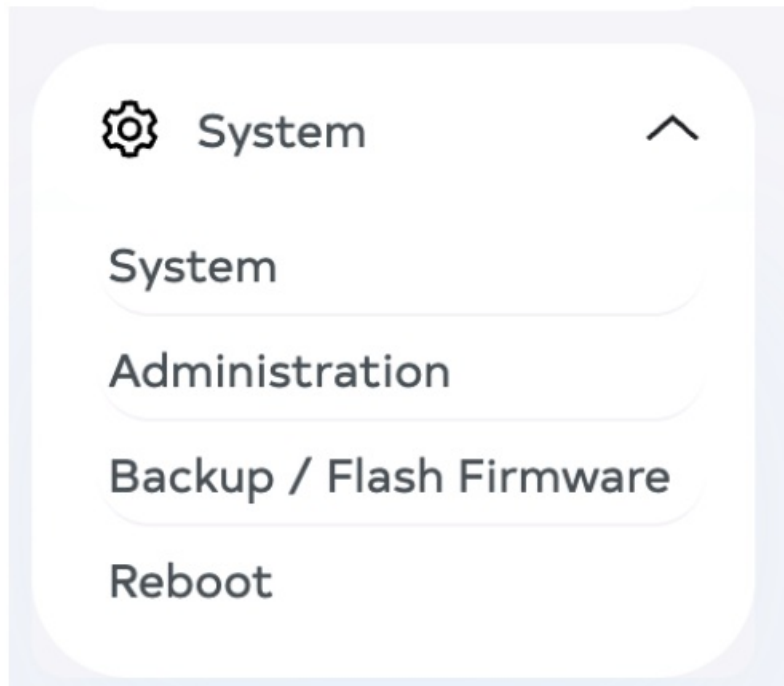 System
System
Administration
Backup / Flash Firmware
Reboot